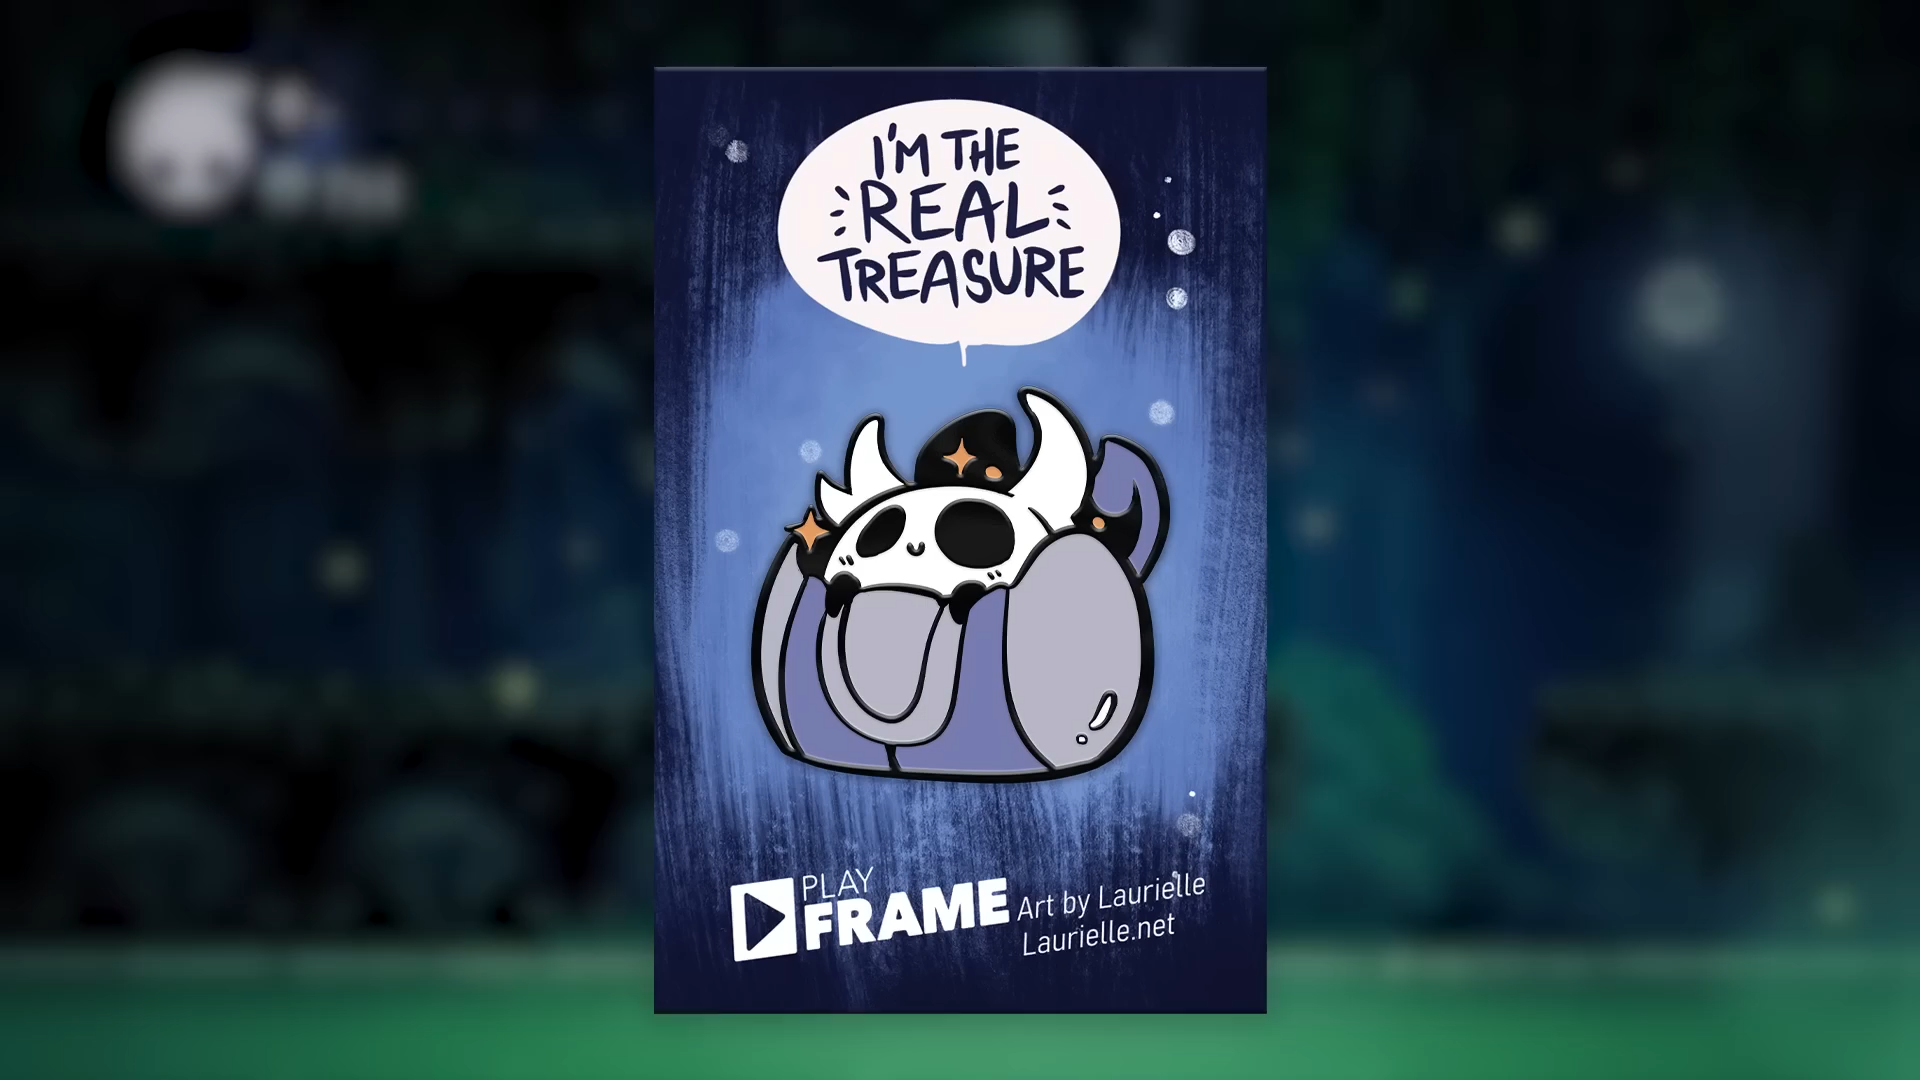 I'M THE
REAL
TREASURE
PLAY
FRAME
Art by Laurielle
Laurielle.net